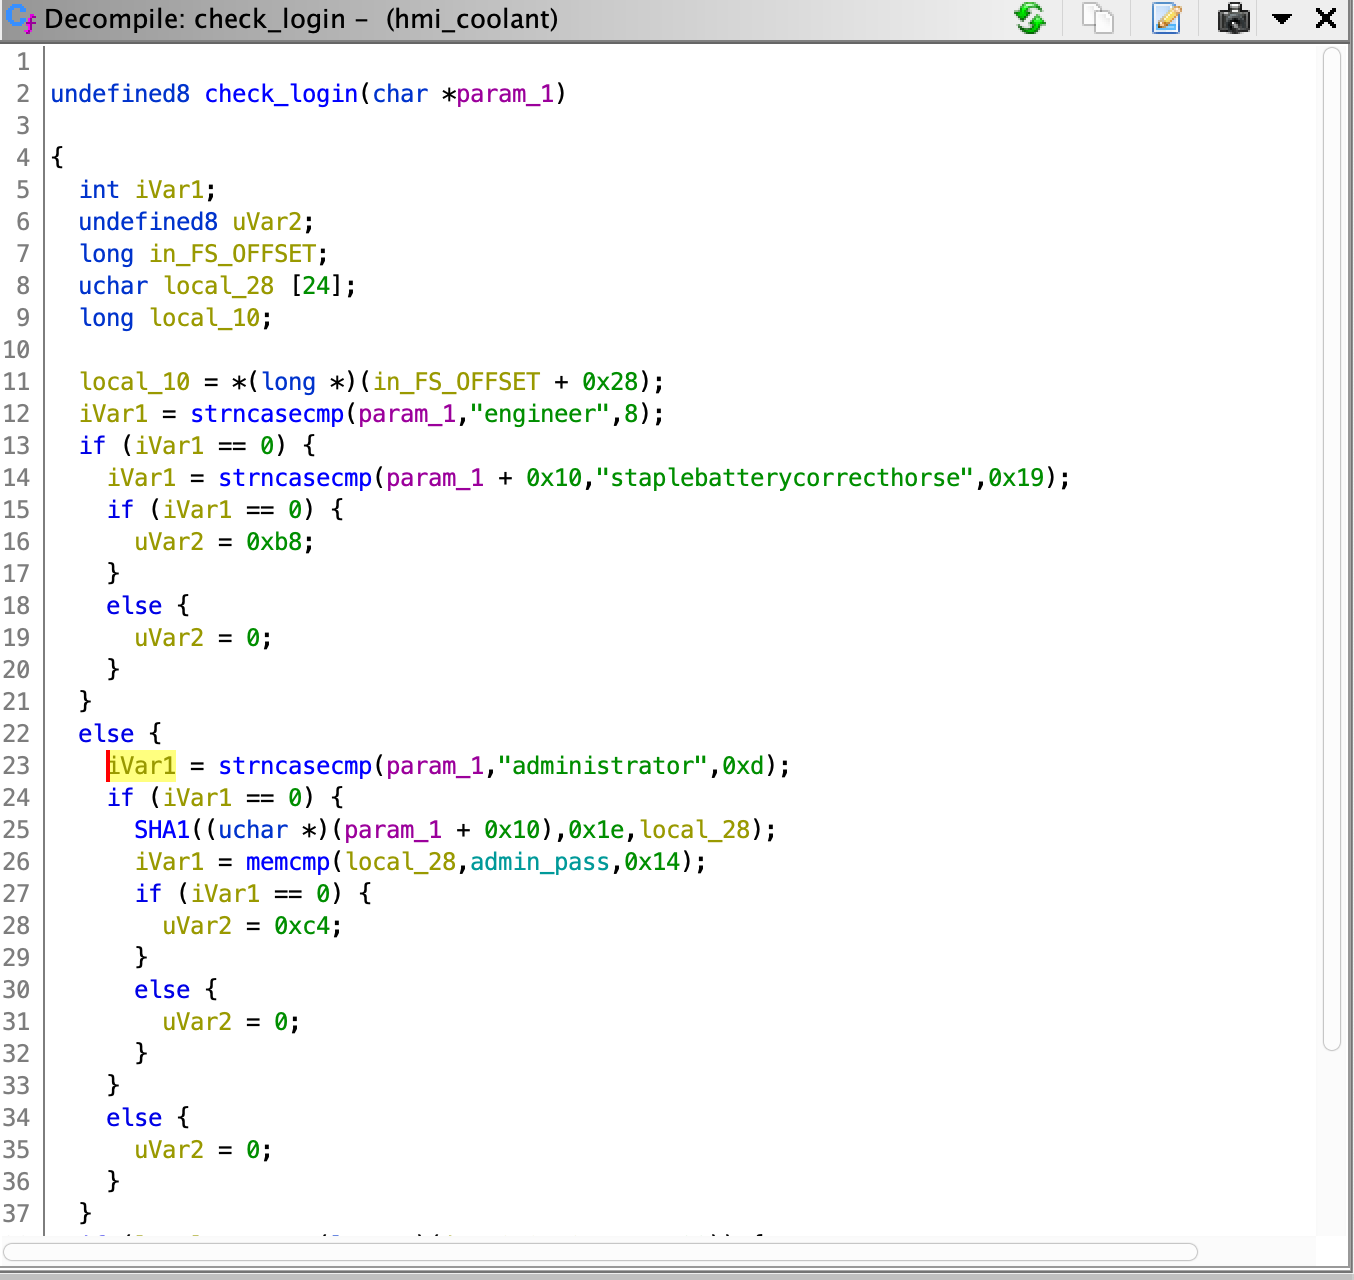 Decompile: check_login – (hmi_coolant)
1
2 undefined8 check_login(char *param_1)
3
4 {
5 int iVar1;
6 undefined8 uVar2;
7 long in_FS_OFFSET;
8 uchar local_28 [24];
9 long local_10;
10
11 local_10 = *(long *)(in_FS_OFFSET + 0x28);
12 iVar1 = strncasecmp(param_1,"engineer",8);
13 if (iVar1 == 0) {
14 iVar1 = strncasecmp(param_1 + 0x10,"staplebatterycorrecthorse",0x19);
15 if (iVar1 == 0) {
16 uVar2 = 0xb8;
17 }
18 else {
19 uVar2 = 0;
20 }
21 }
22 else {
23 iVar1 = strncasecmp(param_1,"administrator",0xd);
24 if (iVar1 == 0) {
25 SHA1((uchar *)(param_1 + 0x10),0x1e,local_28);
26 iVar1 = memcmp(local_28,admin_pass,0x14);
27 if (iVar1 == 0) {
28 uVar2 = 0xc4;
29 }
30 else {
31 uVar2 = 0;
32 }
33 }
34 else {
35 uVar2 = 0;
36 }
37 }